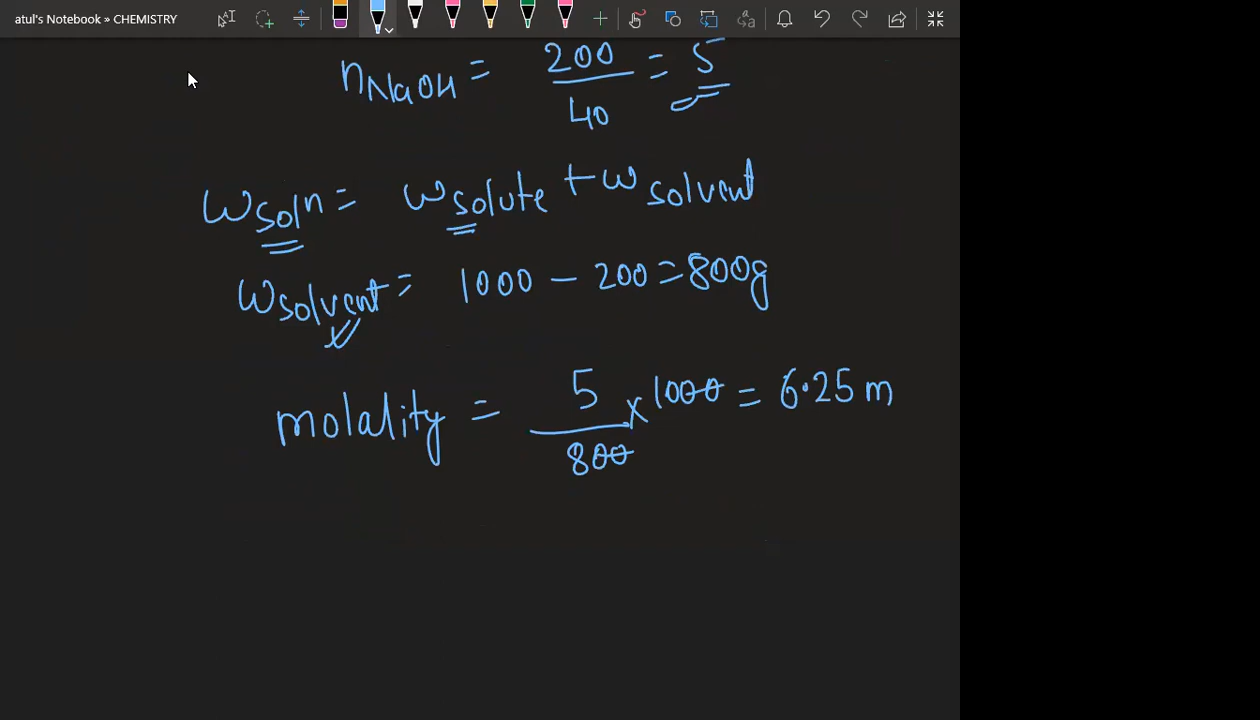 atul's Notebook » CHEMISTRY
nNaOH = 200/40 = 5
wsoln = wsolute + wsolvent
wsolvent = 1000 - 200 = 800g
molality = 5/800 x 1000 = 6.25 m